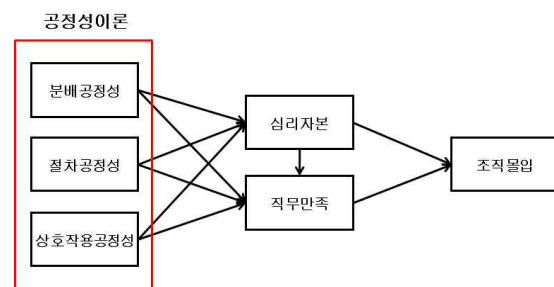 공정성이론
분배공정성
절차공정성
상호작용공정성
심리자본
직무만족
조직몰입